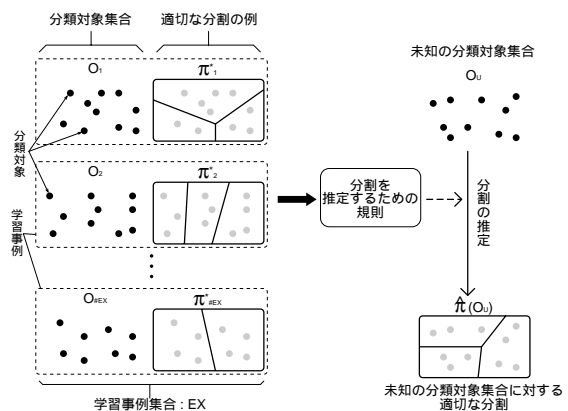 分類対象集合
適切な分割の例
O₁
π*₁
分類対象
O₂
π*₂
学習事例
O#EX
π*#EX
学習事例集合 : EX
分割を
推定するための
規則
未知の分類対象集合
Oᵤ
分割の推定
π̂(Oᵤ)
未知の分類対象集合に対する
適切な分割